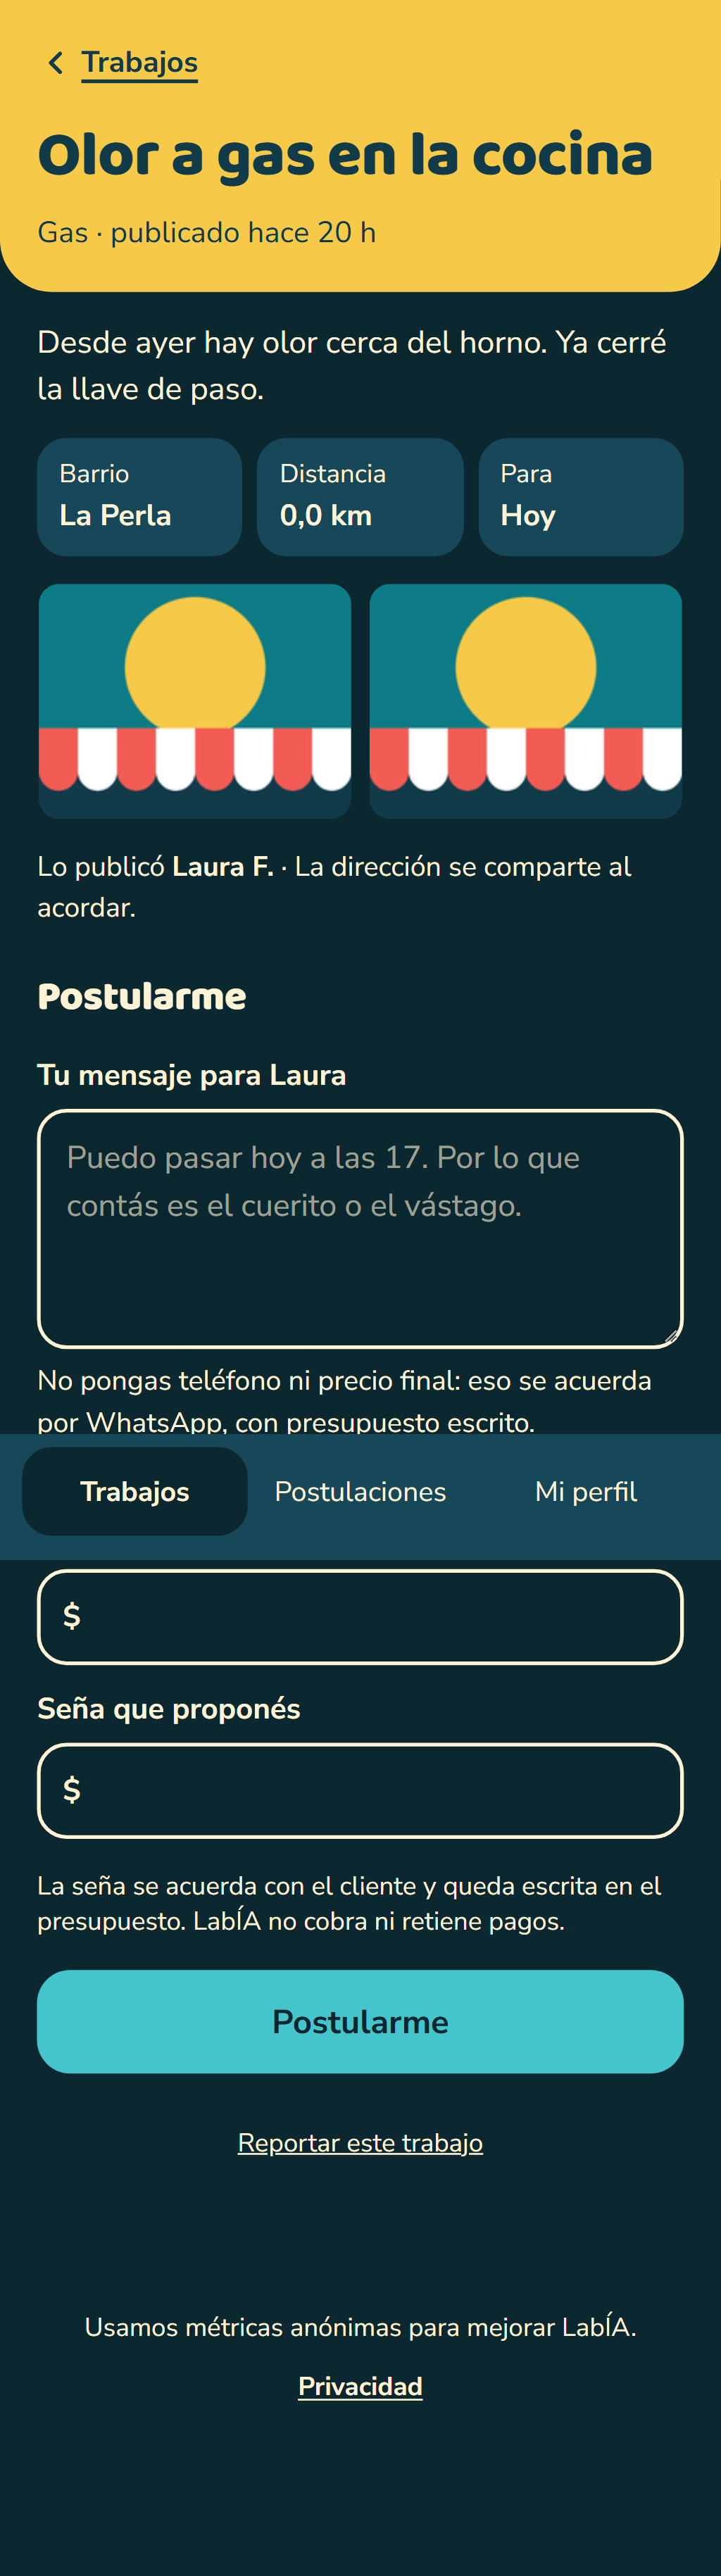 Trabajos
Olor a gas en la cocina
Gas · publicado hace 20 h
Desde ayer hay olor cerca del horno. Ya cerré
la llave de paso.
Barrio
La Perla
Distancia
0,0 km
Para
Hoy
Lo publicó Laura F. · La dirección se comparte al
acordar.
Postularme
Tu mensaje para Laura
Puedo pasar hoy a las 17. Por lo que
contás es el cuerito o el vástago.
No pongas teléfono ni precio final: eso se acuerda
por WhatsApp, con presupuesto escrito.
Trabajos
Postulaciones
Mi perfil
$
Seña que proponés
$
La seña se acuerda con el cliente y queda escrita en el
presupuesto. LabÍA no cobra ni retiene pagos.
Postularme
Reportar este trabajo
Usamos métricas anónimas para mejorar LabÍA.
Privacidad